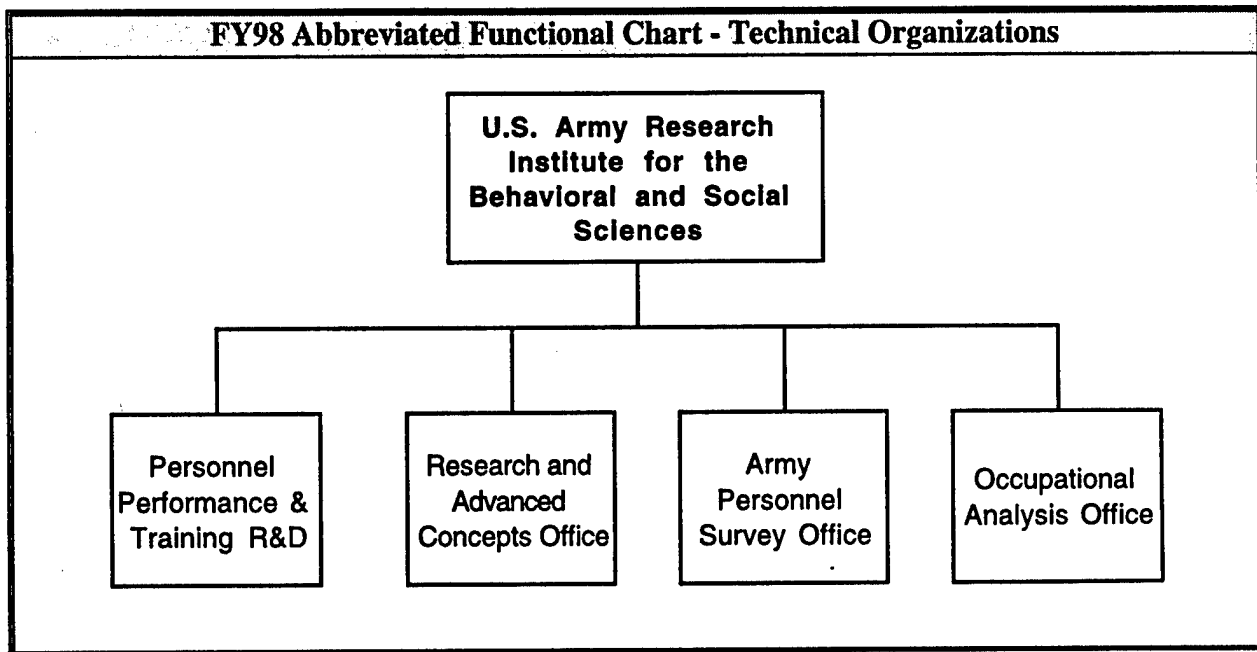 FY98 Abbreviated Functional Chart - Technical Organizations
U.S. Army Research
Institute for the
Behavioral and Social
Sciences
Personnel
Performance &
Training R&D
Research and
Advanced
Concepts Office
Army
Personnel
Survey Office
Occupational
Analysis Office